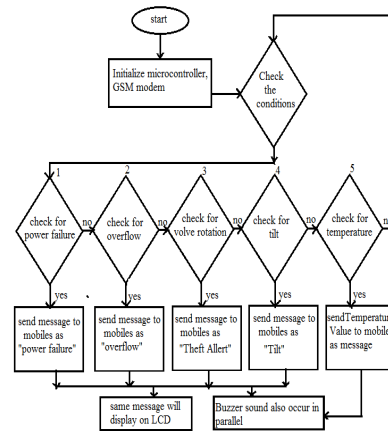 start
Initialize microcontroller,
GSM modem
Check
the
conditions
1
2
3
4
5
check for
power failure
no
check for
overflow
no
check for
volve rotation
no
check for
tilt
no
check for
temperature
no
yes
yes
yes
yes
yes
send message to
mobiles as
"power failure"
send message to
mobiles as
"overflow"
send message to
mobiles as
"Theft Allert"
send message to
mobiles as
"Tilt"
sendTemperature
Value to mobile
as message
same message will
display on LCD
Buzzer sound also occur in
parallel